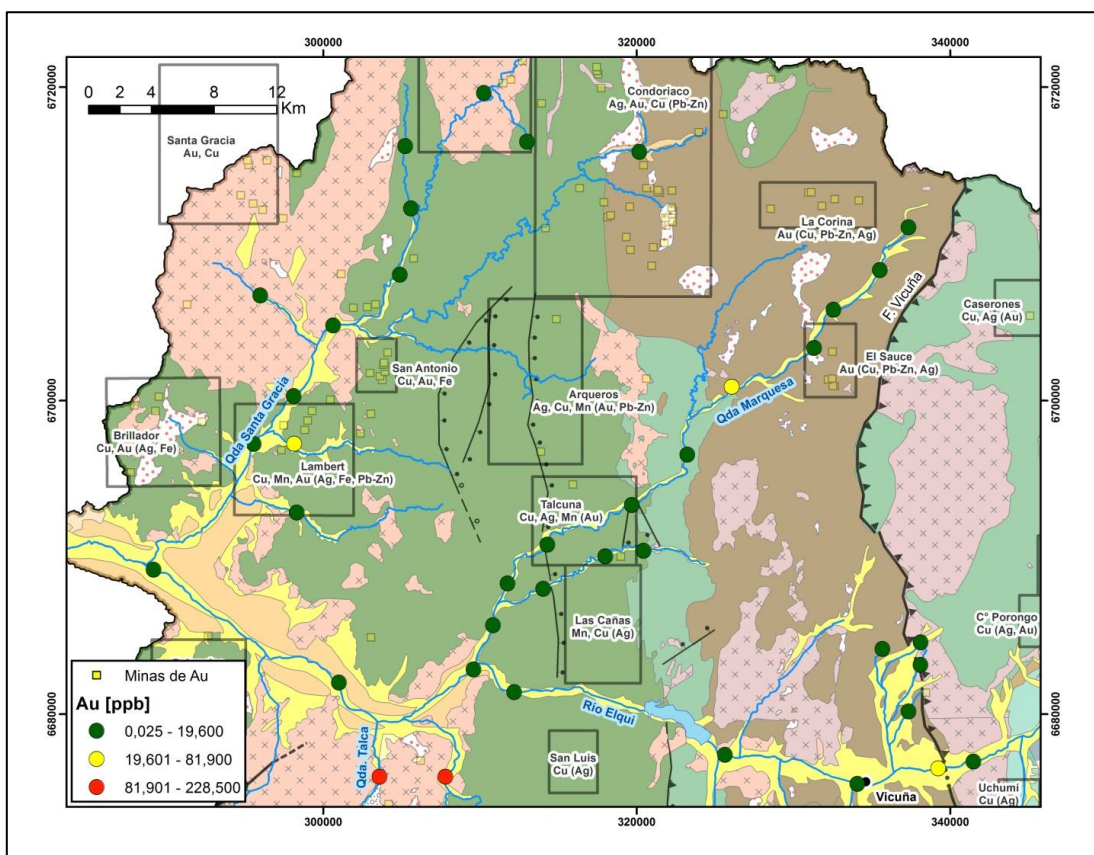 300000
320000
340000
6720000
6720000
0 2 4 8 12
Km
Santa Gracia
Au, Cu
Condoriaco
Ag, Au, Cu (Pb-Zn)
La Corina
Au (Cu, Pb-Zn, Ag)
F. Vicuña
Caserones
Cu, Ag (Au)
El Sauce
Au (Cu, Pb-Zn, Ag)
San Antonio
Cu, Au, Fe
Arqueros
Ag, Cu, Mn (Au, Pb-Zn)
Qda Marquesa
6700000
6700000
Qda Santa Gracia
Brillador
Cu, Au (Ag, Fe)
Lambert
Cu, Mn, Au (Ag, Fe, Pb-Zn)
Talcuna
Cu, Ag, Mn (Au)
Las Cañas
Mn, Cu (Ag)
C° Porongo
Cu (Ag, Au)
Minas de Au
Au [ppb]
0,025 - 19,600
19,601 - 81,900
81,901 - 228,500
6680000
6680000
Qda. Talca
Rio Elqui
San Luis
Cu (Ag)
Vicuña
Uchumi
Cu (Ag)
300000
320000
340000